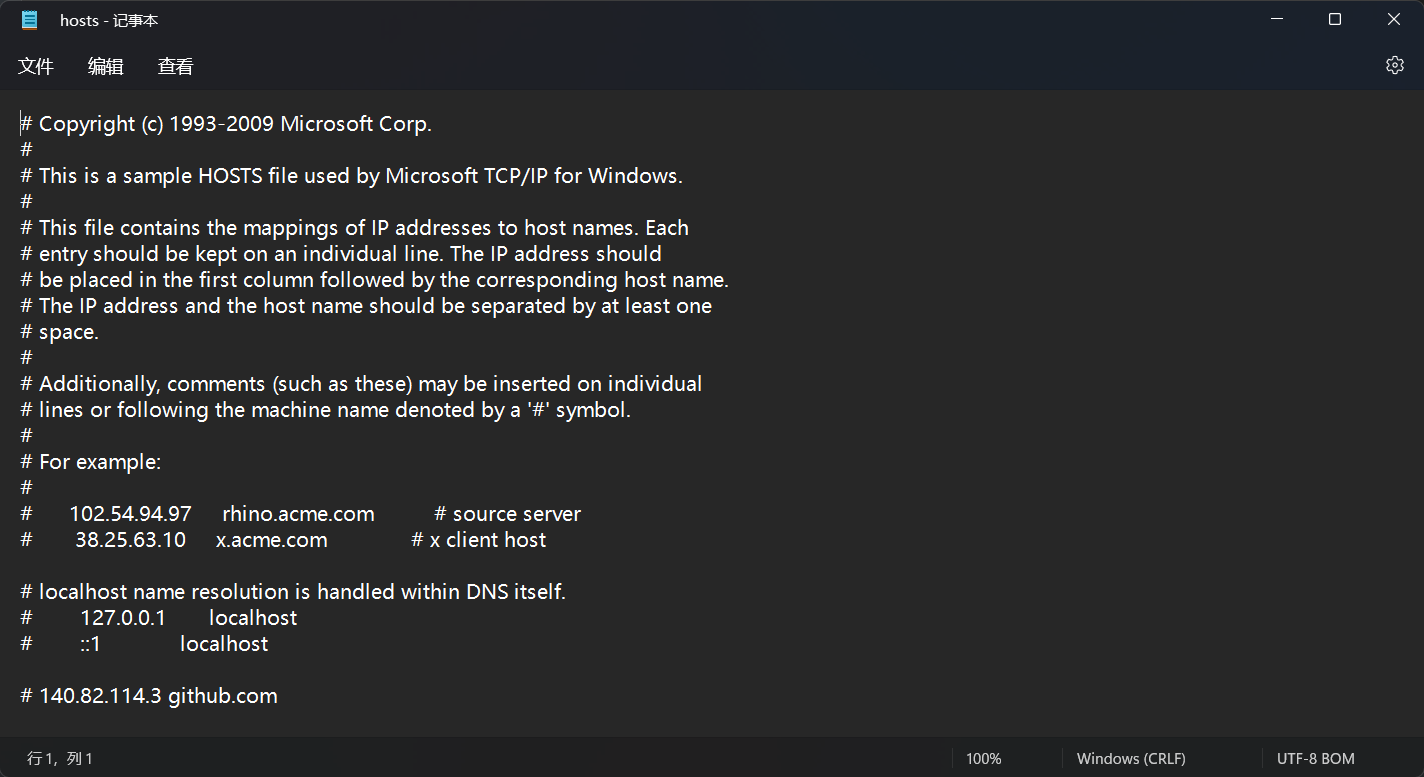 hosts - 记事本
文件 编辑 查看
# Copyright (c) 1993-2009 Microsoft Corp.
#
# This is a sample HOSTS file used by Microsoft TCP/IP for Windows.
#
# This file contains the mappings of IP addresses to host names. Each
# entry should be kept on an individual line. The IP address should
# be placed in the first column followed by the corresponding host name.
# The IP address and the host name should be separated by at least one
# space.
#
# Additionally, comments (such as these) may be inserted on individual
# lines or following the machine name denoted by a '#' symbol.
#
# For example:
#
#      102.54.94.97     rhino.acme.com          # source server
#       38.25.63.10     x.acme.com              # x client host

# localhost name resolution is handled within DNS itself.
#       127.0.0.1       localhost
#       ::1             localhost

# 140.82.114.3 github.com
行 1，列 1 100% Windows (CRLF) UTF-8 BOM